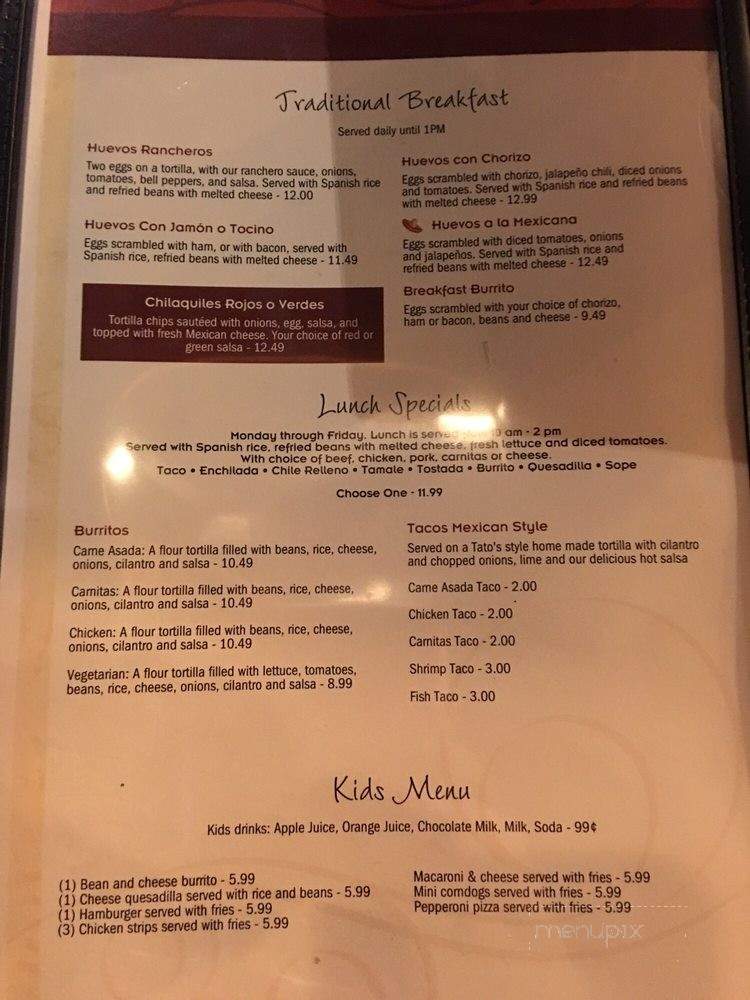 Traditional Breakfast
Served daily until 1PM
Huevos Rancheros
Two eggs on a tortilla, with our ranchero sauce, onions,
tomatoes, bell peppers, and salsa. Served with Spanish rice
and refried beans with melted cheese - 12.00
Huevos Con Jamón o Tocino
Eggs scrambled with ham, or with bacon, served with
Spanish rice, refried beans with melted cheese - 11.49
Chilaquiles Rojos o Verdes
Tortilla chips sautéed with onions, egg, salsa, and
topped with fresh Mexican cheese. Your choice of red or
green salsa - 12.49
Huevos con Chorizo
Eggs scrambled with chorizo, jalapeño chili, diced onions
and tomatoes. Served with Spanish rice and refried beans
with melted cheese - 12.99
Huevos a la Mexicana
Eggs scrambled with diced tomatoes, onions
and jalapeños. Served with Spanish rice and
refried beans with melted cheese - 12.49
Breakfast Burrito
Eggs scrambled with your choice of chorizo,
ham or bacon, beans and cheese - 9.49
Lunch Specials
Monday through Friday. Lunch is served am - 2 pm
Served with Spanish rice, refried beans with melted cheese, fresh lettuce and diced tomatoes.
With choice of beef, chicken, pork, carnitas or cheese.
Taco • Enchilada • Chile Relleno • Tamale • Tostada • Burrito • Quesadilla • Sope
Choose One - 11.99
Burritos
Carne Asada: A flour tortilla filled with beans, rice, cheese,
onions, cilantro and salsa - 10.49
Carnitas: A flour tortilla filled with beans, rice, cheese,
onions, cilantro and salsa - 10.49
Chicken: A flour tortilla filled with beans, rice, cheese,
onions, cilantro and salsa - 10.49
Vegetarian: A flour tortilla filled with lettuce, tomatoes,
beans, rice, cheese, onions, cilantro and salsa - 8.99
Tacos Mexican Style
Served on a Tato's style home made tortilla with cilantro
and chopped onions, lime and our delicious hot salsa
Carne Asada Taco - 2.00
Chicken Taco - 2.00
Carnitas Taco - 2.00
Shrimp Taco - 3.00
Fish Taco - 3.00
Kids Menu
Kids drinks: Apple Juice, Orange Juice, Chocolate Milk, Milk, Soda - 99¢
(1) Bean and cheese burrito - 5.99
(1) Cheese quesadilla served with rice and beans - 5.99
(1) Hamburger served with fries - 5.99
(3) Chicken strips served with fries - 5.99
Macaroni & cheese served with fries - 5.99
Mini corndogs served with fries - 5.99
Pepperoni pizza served with fries - 5.99
menupix